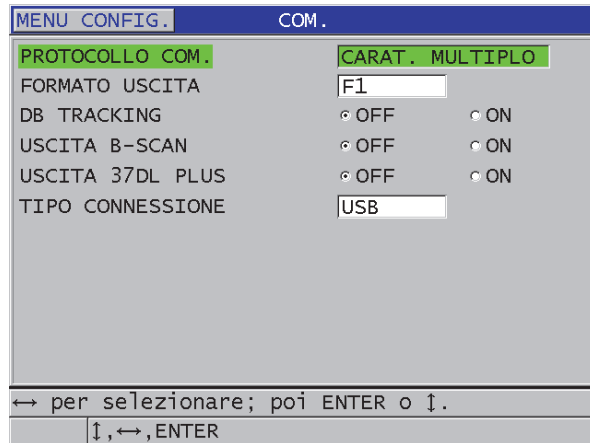 MENU CONFIG. COM.
PROTOCOLLO COM. CARAT. MULTIPLO
FORMATO USCITA F1
DB TRACKING OFF ON
USCITA B-SCAN OFF ON
USCITA 37DL PLUS OFF ON
TIPO CONNESSIONE USB
↔ per selezionare; poi ENTER o ↕.
↕,↔,ENTER